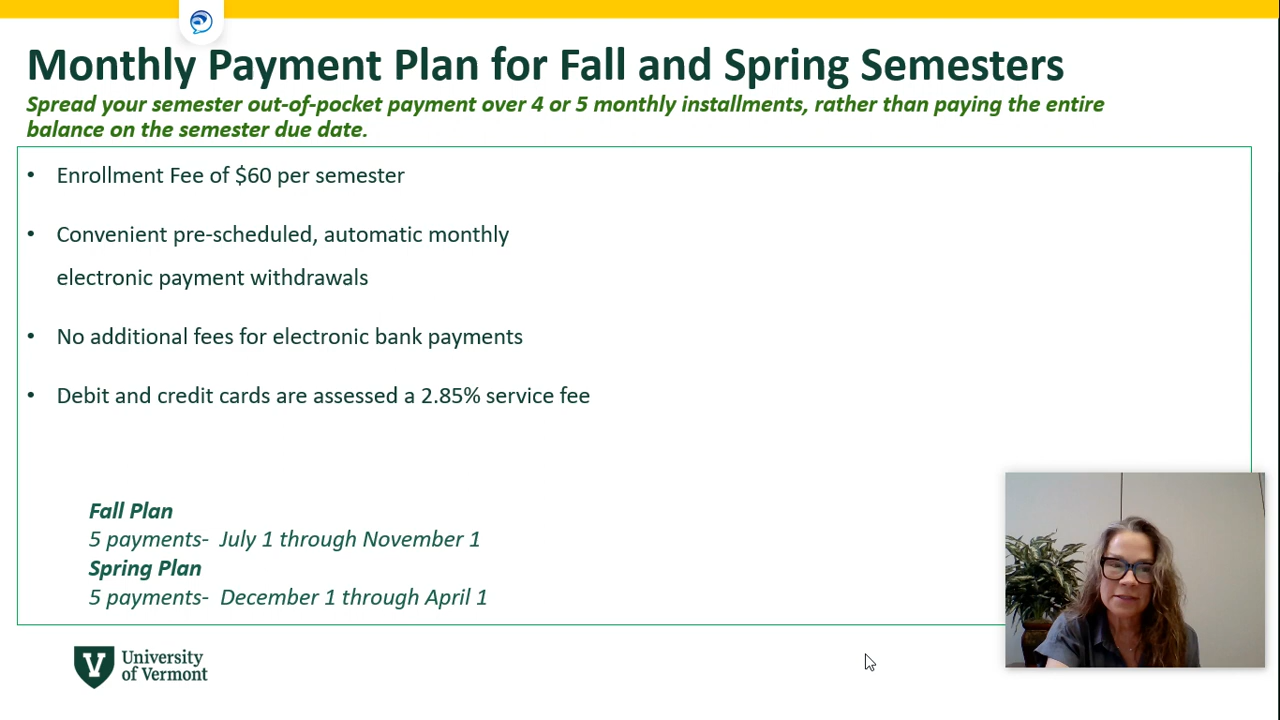 Monthly Payment Plan for Fall and Spring Semesters
Spread your semester out-of-pocket payment over 4 or 5 monthly installments, rather than paying the entire
balance on the semester due date.
• Enrollment Fee of $60 per semester
• Convenient pre-scheduled, automatic monthly
electronic payment withdrawals
• No additional fees for electronic bank payments
• Debit and credit cards are assessed a 2.85% service fee
Fall Plan
5 payments- July 1 through November 1
Spring Plan
5 payments- December 1 through April 1
University
of Vermont